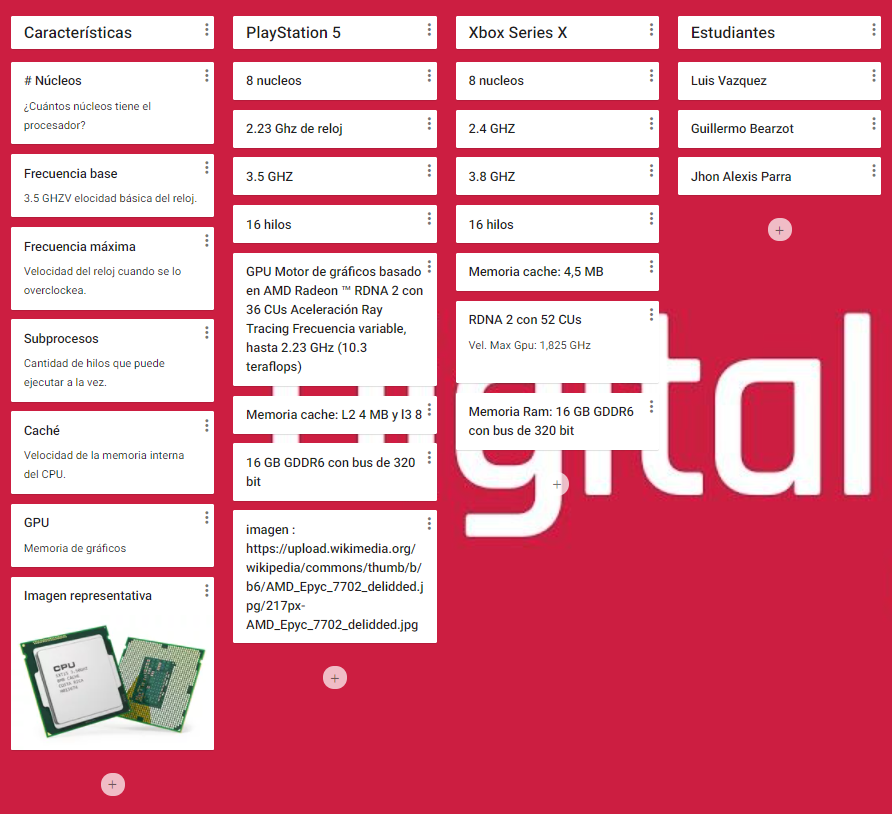 Características
# Núcleos
¿Cuántos núcleos tiene el
procesador?
Frecuencia base
3.5 GHZV elocidad básica del reloj.
Frecuencia máxima
Velocidad del reloj cuando se lo
overclockea.
Subprocesos
Cantidad de hilos que puede
ejecutar a la vez.
Caché
Velocidad de la memoria interna
del CPU.
GPU
Memoria de gráficos
Imagen representativa
CPU
PlayStation 5
8 nucleos
2.23 Ghz de reloj
3.5 GHZ
16 hilos
GPU Motor de gráficos basado
en AMD Radeon ™ RDNA 2 con
36 CUs Aceleración Ray
Tracing Frecuencia variable,
hasta 2.23 GHz (10.3
teraflops)
Memoria cache: L2 4 MB y l3 8
16 GB GDDR6 con bus de 320
bit
imagen :
https://upload.wikimedia.org/
wikipedia/commons/thumb/b/
b6/AMD_Epyc_7702_delidded.j
pg/217px-
AMD_Epyc_7702_delidded.jpg
Xbox Series X
8 nucleos
2.4 GHZ
3.8 GHZ
16 hilos
Memoria cache: 4,5 MB
RDNA 2 con 52 CUs
Vel. Max Gpu: 1,825 GHz
Memoria Ram: 16 GB GDDR6
con bus de 320 bit
Estudiantes
Luis Vazquez
Guillermo Bearzot
Jhon Alexis Parra